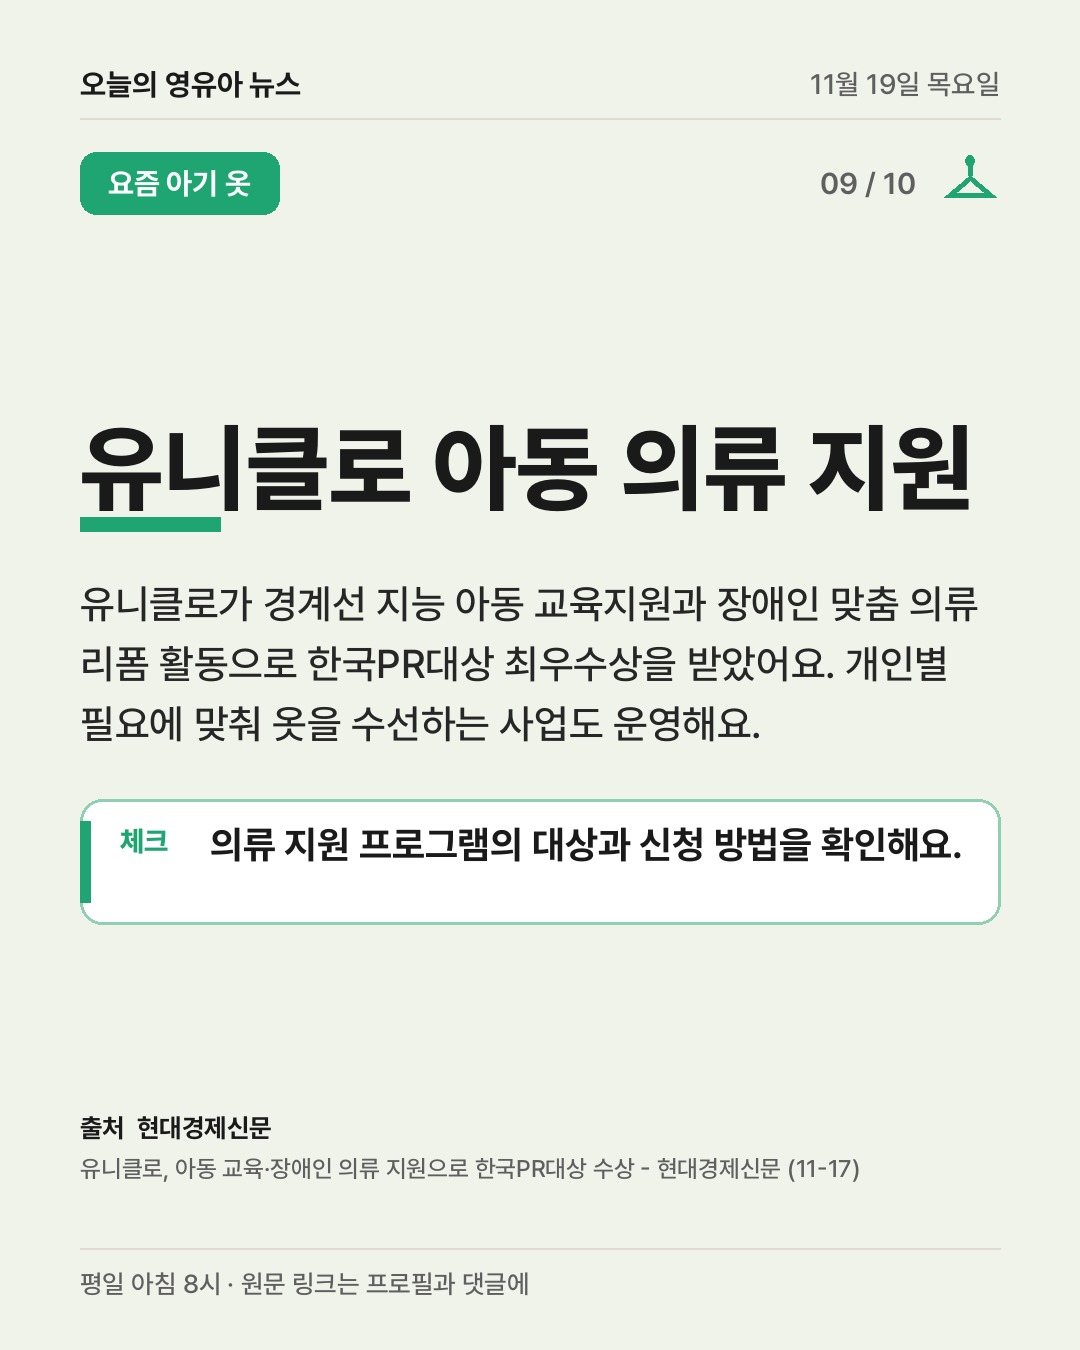 오늘의 영유아 뉴스
11월 19일 목요일
요즘 아기 옷
09 / 10
유니클로 아동 의류 지원
유니클로가 경계선 지능 아동 교육지원과 장애인 맞춤 의류
리폼 활동으로 한국PR대상 최우수상을 받았어요. 개인별
필요에 맞춰 옷을 수선하는 사업도 운영해요.
체크 의류 지원 프로그램의 대상과 신청 방법을 확인해요.
출처 현대경제신문
유니클로, 아동 교육·장애인 의류 지원으로 한국PR대상 수상 - 현대경제신문 (11-17)
평일 아침 8시 · 원문 링크는 프로필과 댓글에